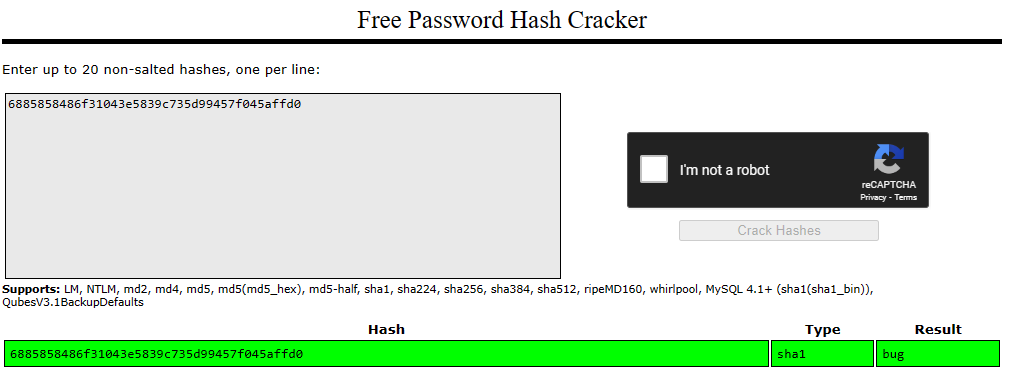 Free Password Hash Cracker
Enter up to 20 non-salted hashes, one per line:
6885858486f31043e5839c735d99457f045affd0
I'm not a robot
reCAPTCHA
Privacy - Terms
Crack Hashes
Supports: LM, NTLM, md2, md4, md5, md5(md5_hex), md5-half, sha1, sha224, sha256, sha384, sha512, ripeMD160, whirlpool, MySQL 4.1+ (sha1(sha1_bin)),
QubesV3.1BackupDefaults
Hash Type Result
6885858486f31043e5839c735d99457f045affd0 sha1 bug